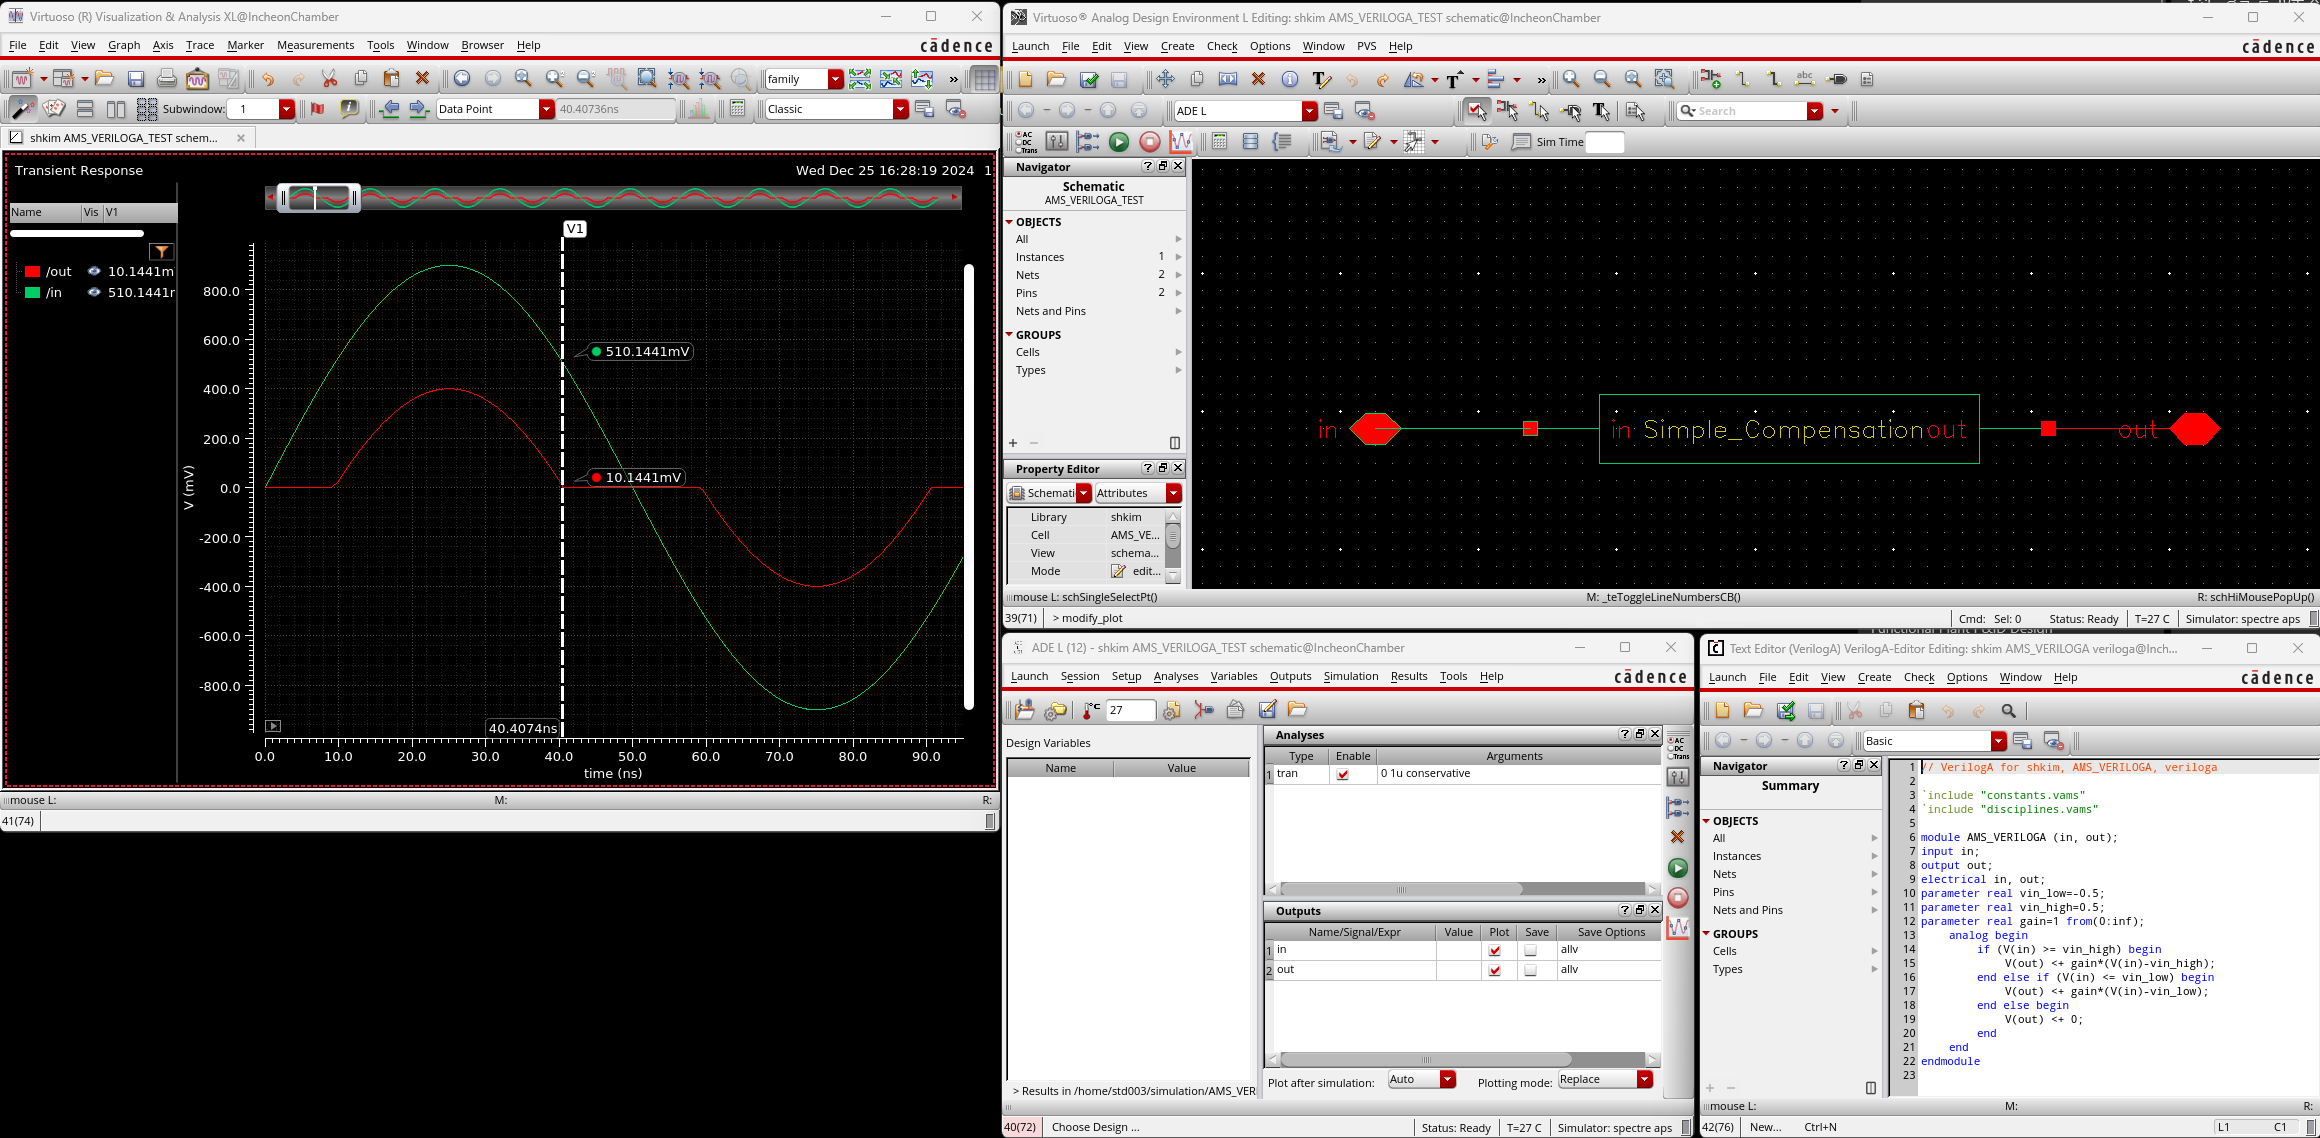 Virtuoso (R) Visualization & Analysis XL@IncheonChamber
File Edit View Graph Axis Trace Marker Measurements Tools Window Browser Help
cādence
family
»
Subwindow: 1
Data Point
40.40736ns
Classic
shkim AMS_VERILOGA_TEST schem...
Transient Response
Wed Dec 25 16:28:19 2024 1
Name Vis V1
/out 10.1441m
/in 510.1441r
V1
800.0
600.0
400.0
200.0
0.0
-200.0
-400.0
-600.0
-800.0
V (mV)
510.1441mV
10.1441mV
40.4074ns
0.0 10.0 20.0 30.0 40.0 50.0 60.0 70.0 80.0 90.0
time (ns)
mouse L: M: R:
41(74)
Virtuoso® Analog Design Environment L Editing: shkim AMS_VERILOGA_TEST schematic@IncheonChamber
Launch File Edit View Create Check Options Window PVS Help
cādence
»
abc
ADE L
Search
AC
DC
Trans
Sim Time
Navigator
Schematic
AMS_VERILOGA_TEST
OBJECTS
All
Instances 1
Nets 2
Pins 2
Nets and Pins
GROUPS
Cells
Types
Property Editor
Schemati Attributes
Library shkim
Cell AMS_VE...
View schema...
Mode edit...
in
in Simple_Compensation out
out
mouse L: schSingleSelectPt() M: _teToggleLineNumbersCB() R: schHiMousePopUp()
39(71) > modify_plot
Cmd: Sel: 0 Status: Ready T=27 C Simulator: spectre aps
ADE L (12) - shkim AMS_VERILOGA_TEST schematic@IncheonChamber
Launch Session Setup Analyses Variables Outputs Simulation Results Tools Help
cādence
°C 27
Design Variables
Name Value
Analyses
Type Enable Arguments
1 tran 0 1u conservative
Outputs
Name/Signal/Expr Value Plot Save Save Options
1 in allv
2 out allv
AC
DC
Trans
> Results in /home/std003/simulation/AMS_VER
Plot after simulation: Auto Plotting mode: Replace
40(72) Choose Design ...
Status: Ready T=27 C Simulator: spectre aps
Text Editor (VerilogA) VerilogA-Editor Editing: shkim AMS_VERILOGA veriloga@Inch...
Launch File Edit View Create Check Options Window Help
cādence
Basic
Navigator
Summary
OBJECTS
All
Instances
Nets
Pins
Nets and Pins
GROUPS
Cells
Types
1 // VerilogA for shkim, AMS_VERILOGA, veriloga
2
3 `include "constants.vams"
4 `include "disciplines.vams"
5
6 module AMS_VERILOGA (in, out);
7 input in;
8 output out;
9 electrical in, out;
10 parameter real vin_low=-0.5;
11 parameter real vin_high=0.5;
12 parameter real gain=1 from(0:inf);
13 analog begin
14 if (V(in) >= vin_high) begin
15 V(out) <+ gain*(V(in)-vin_high);
16 end else if (V(in) <= vin_low) begin
17 V(out) <+ gain*(V(in)-vin_low);
18 end else begin
19 V(out) <+ 0;
20 end
21 end
22 endmodule
23
mouse L: M: R:
42(76) New... Ctrl+N
L1 C1